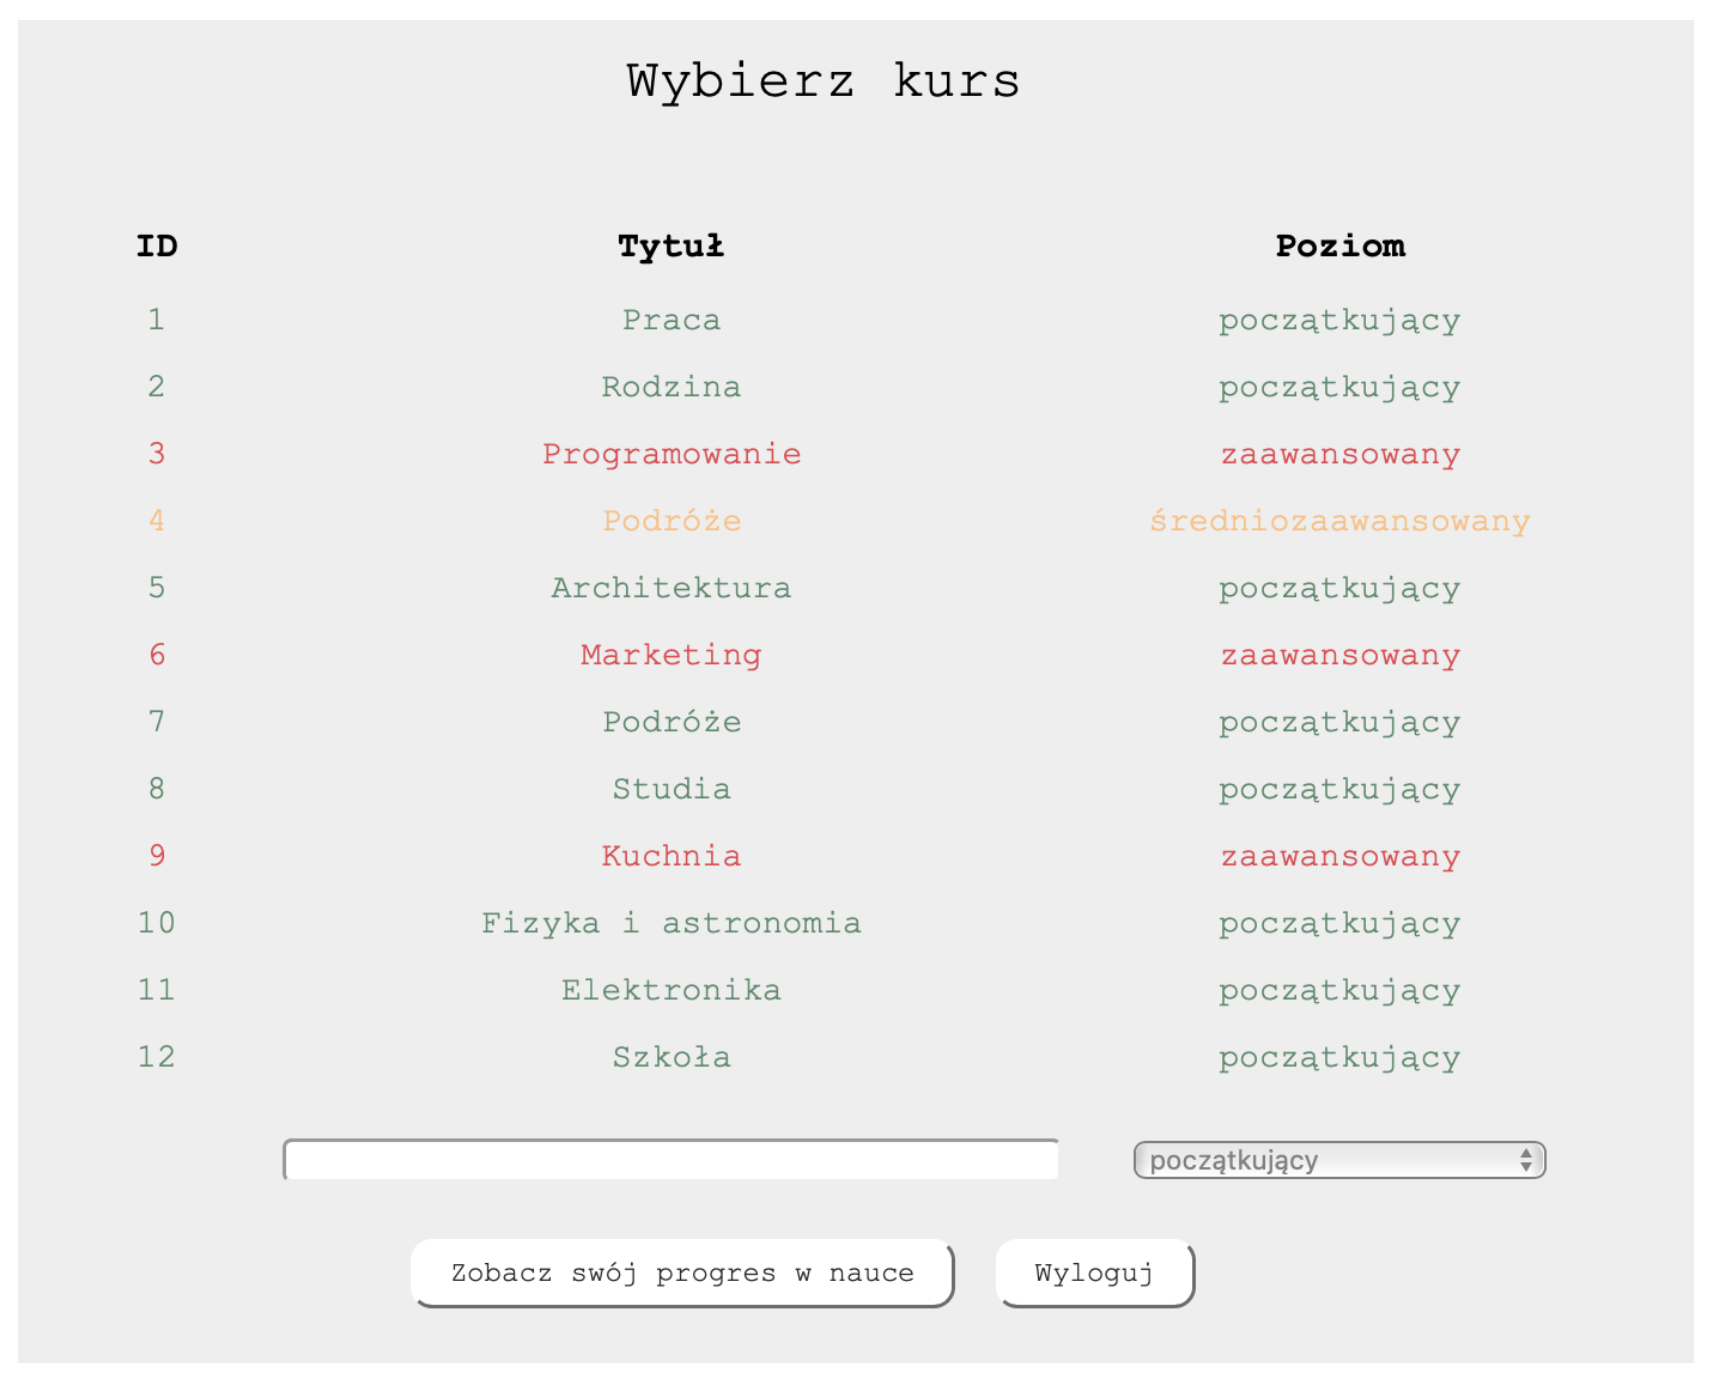 Wybierz kurs
ID Tytuł Poziom
1 Praca początkujący
2 Rodzina początkujący
3 Programowanie zaawansowany
4 Podróże średniozaawansowany
5 Architektura początkujący
6 Marketing zaawansowany
7 Podróże początkujący
8 Studia początkujący
9 Kuchnia zaawansowany
10 Fizyka i astronomia początkujący
11 Elektronika początkujący
12 Szkoła początkujący
początkujący
Zobacz swój progres w nauce Wyloguj